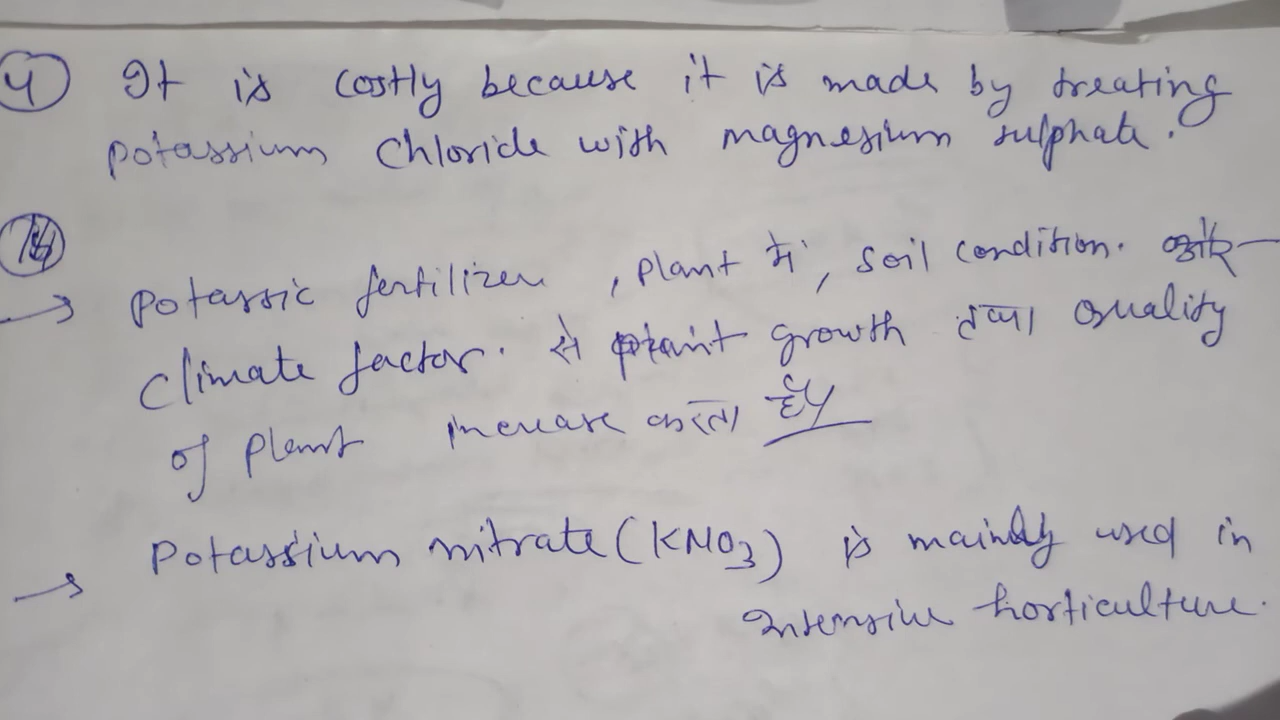 ④ It is costly because it is made by treating
potassium chloride with magnesium sulphate.
→ potassic fertilizer , plant में , soil condition. और
climate factor. से plant growth तथा quality
of plant increase करता है
→ Potassium nitrate (KNO3) is mainly used in
intensive horticulture.